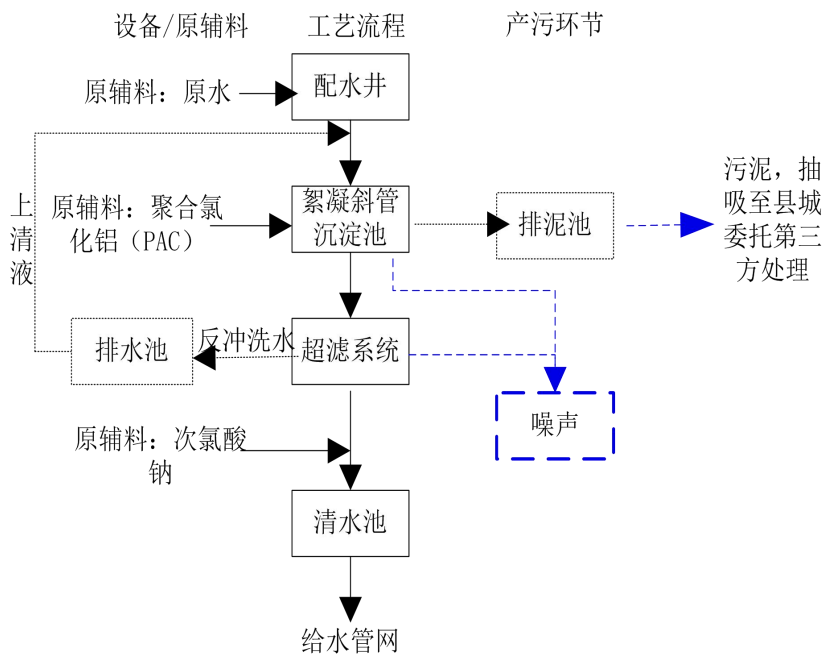 设备/原辅料
工艺流程
产污环节
原辅料：原水
配水井
上
清
液
原辅料：聚合氯
化铝（PAC）
絮凝斜管
沉淀池
排泥池
污泥，抽
吸至县城
委托第三
方处理
排水池
反冲洗水
超滤系统
噪声
原辅料：次氯酸
钠
清水池
给水管网